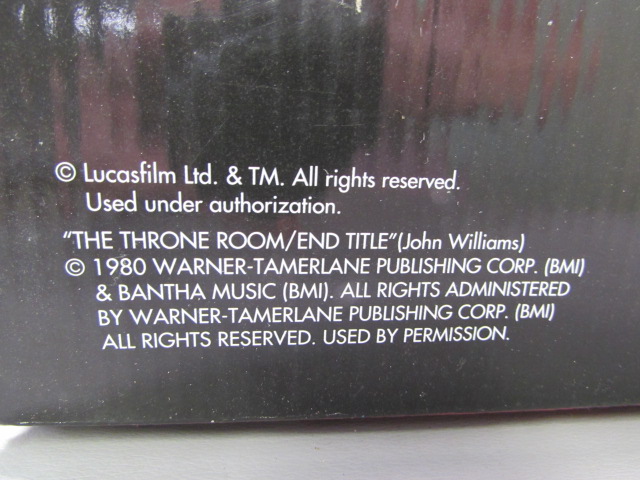 © Lucasfilm Ltd. & TM. All rights reserved.
Used under authorization.
"THE THRONE ROOM/END TITLE"(John Williams)
© 1980 WARNER-TAMERLANE PUBLISHING CORP. (BMI)
& BANTHA MUSIC (BMI). ALL RIGHTS ADMINISTERED
BY WARNER-TAMERLANE PUBLISHING CORP. (BMI)
ALL RIGHTS RESERVED. USED BY PERMISSION.